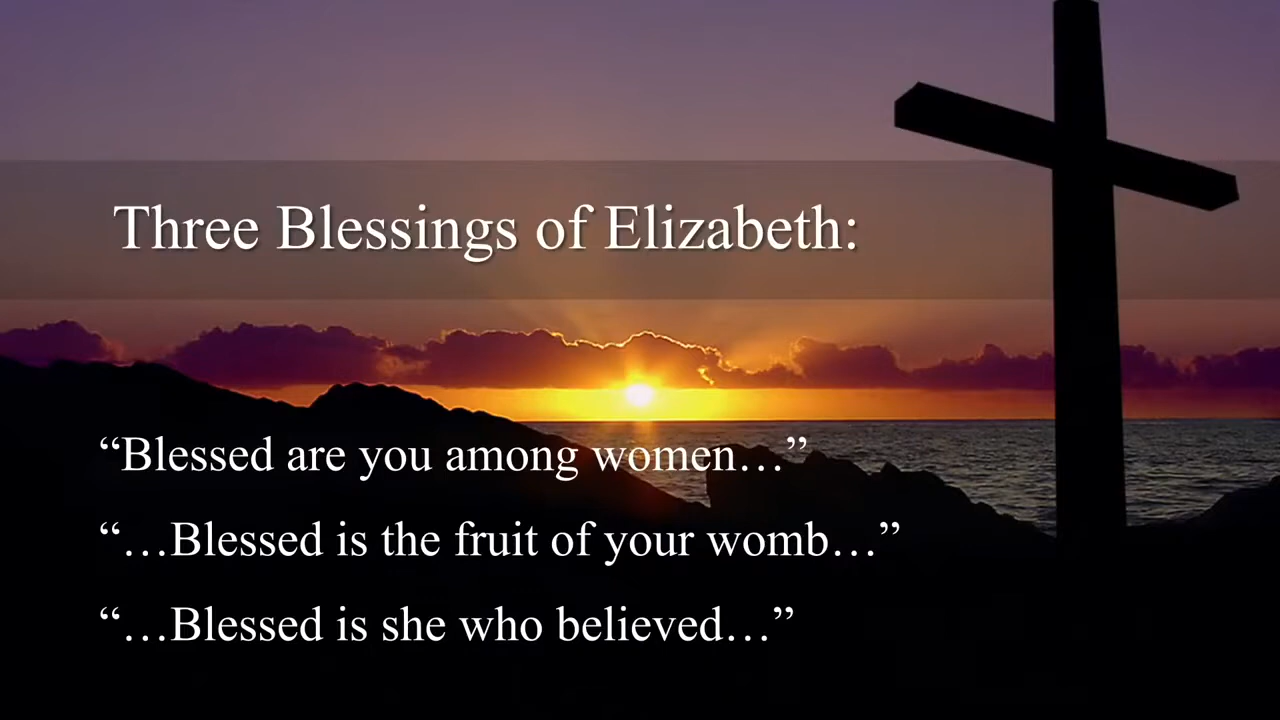 Three Blessings of Elizabeth:
“Blessed are you among women…”
“…Blessed is the fruit of your womb…”
“…Blessed is she who believed…”